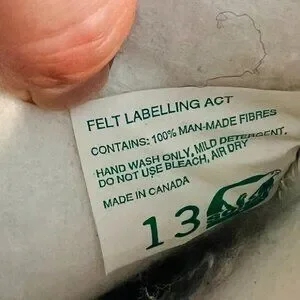 FELT LABELLING ACT
CONTAINS: 100% MAN-MADE FIBRES
HAND WASH ONLY, MILD DETERGENT.
DO NOT USE BLEACH, AIR DRY
MADE IN CANADA
13